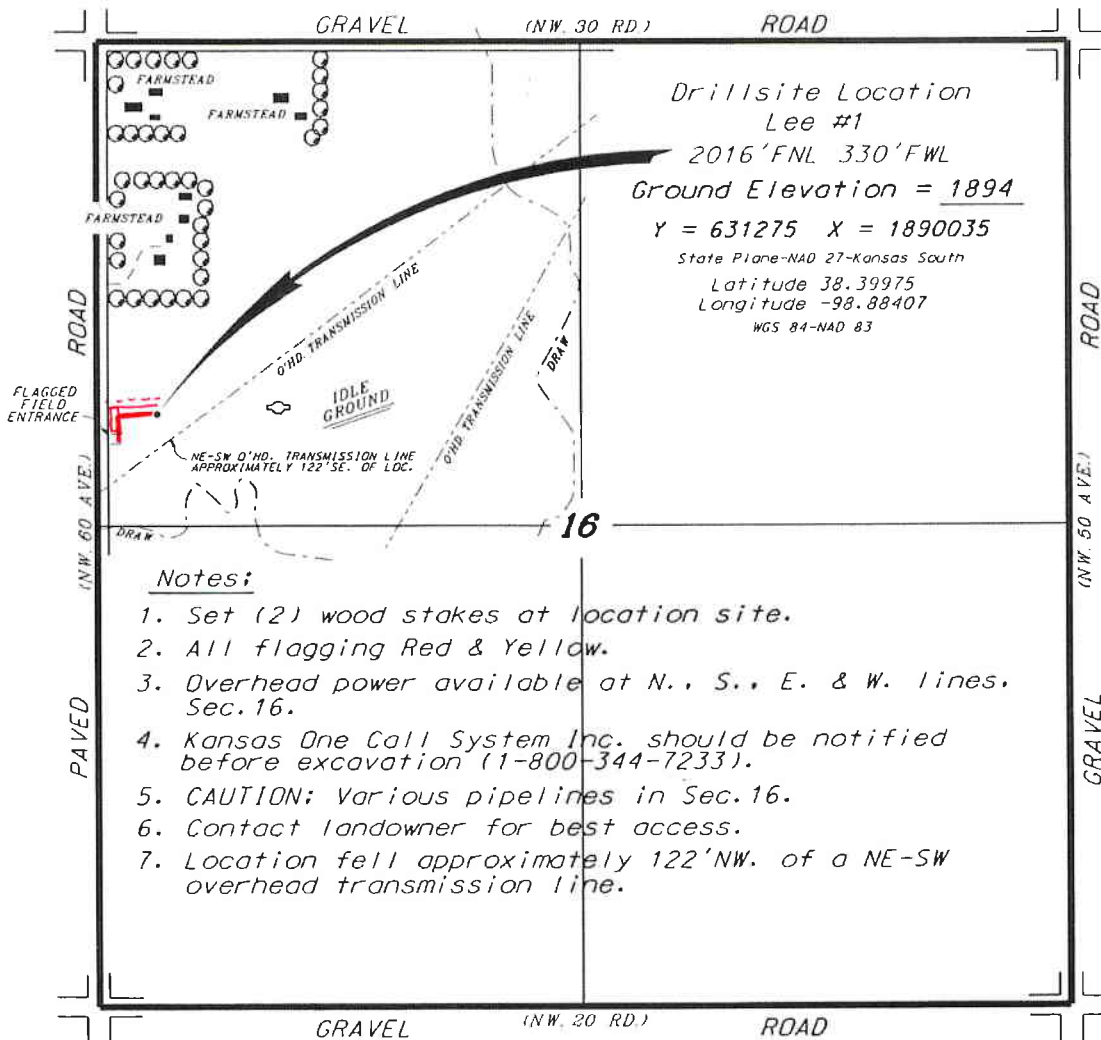 GRAVEL (NW. 30 RD.) ROAD
FARMSTEAD
FARMSTEAD
FARMSTEAD
Drillsite Location
Lee #1
2016'FNL 330'FWL
Ground Elevation = 1894
Y = 631275 X = 1890035
State Plane-NAD 27-Kansas South
Latitude 38.39975
Longitude -98.88407
WGS 84-NAD 83
O'HD. TRANSMISSION LINE
O'HD. TRANSMISSION LINE
DRAW
IDLE
GROUND
FLAGGED
FIELD
ENTRANCE
NE-SW O'HD. TRANSMISSION LINE
APPROXIMATELY 122'SE. OF LOC.
DRAW
16
PAVED (NW. 60 AVE.) ROAD
GRAVEL (NW. 50 AVE.) ROAD
Notes:
1. Set (2) wood stakes at location site.
2. All flagging Red & Yellow.
3. Overhead power available at N., S., E. & W. lines.
Sec. 16.
4. Kansas One Call System Inc. should be notified
before excavation (1-800-344-7233).
5. CAUTION: Various pipelines in Sec. 16.
6. Contact landowner for best access.
7. Location fell approximately 122'NW. of a NE-SW
overhead transmission line.
GRAVEL (NW. 20 RD.) ROAD